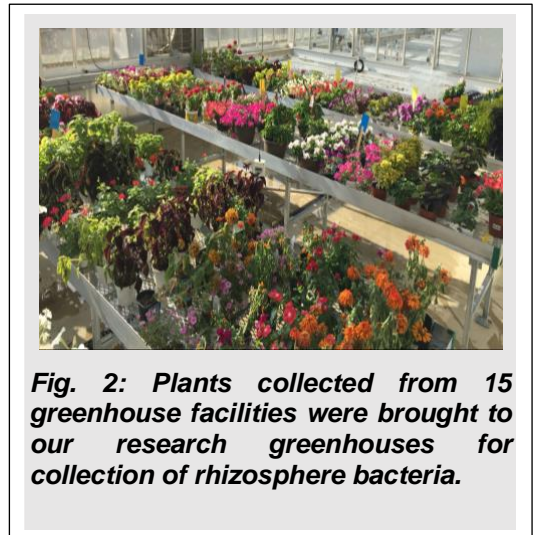 Fig. 2: Plants collected from 15
greenhouse facilities were brought to
our research greenhouses for
collection of rhizosphere bacteria.